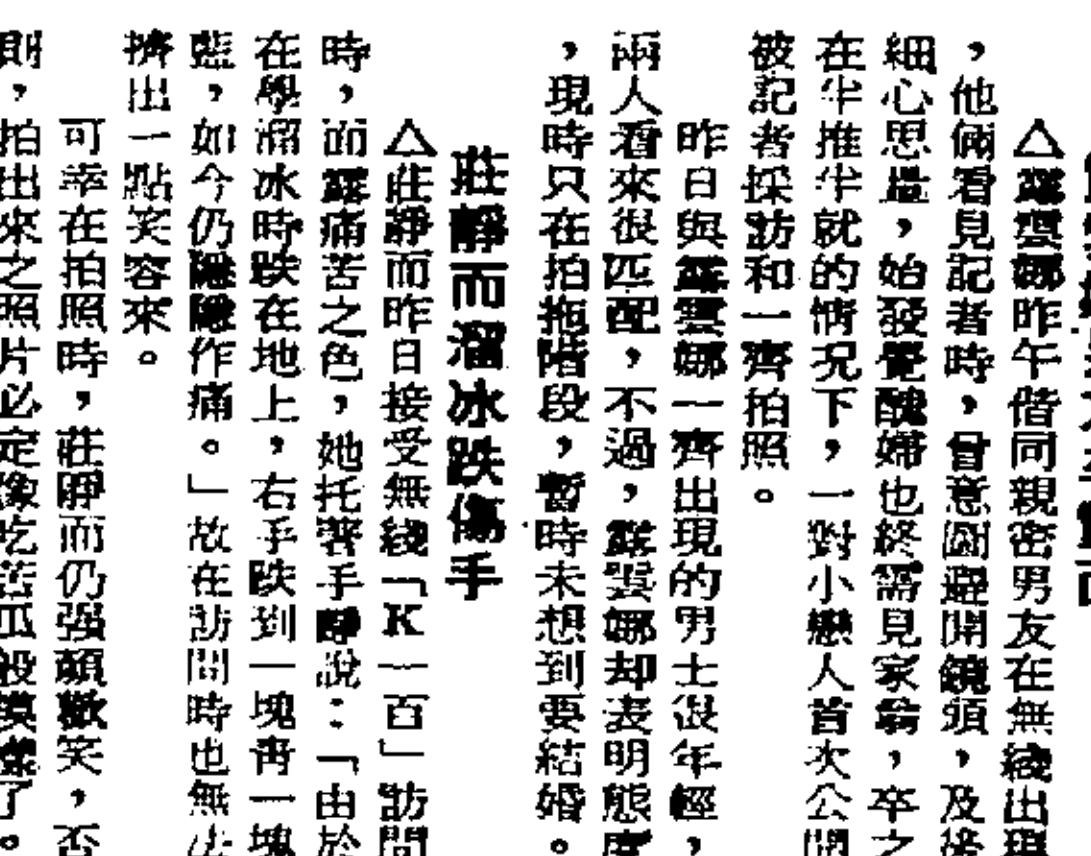 △露雲娜昨午偕同親密男友在無綫出現
，他倆看見記者時，曾意圖避開鏡頭，及後
細心思量，始發覺醜婦也終需見家翁，卒之
在半推半就的情況下，一對小戀人首次公開
被記者採訪和一齊拍照。
昨日與露雲娜一齊出現的男士很年輕，
兩人看來很匹配，不過，露雲娜却表明態度
，現時只在拍拖階段，暫時未想到要結婚。
莊靜而溜冰跌傷手
△莊靜而昨日接受無綫「K一百」訪問
時，面露痛苦之色，她托著手睜說：「由於
在學溜冰時跌在地上，右手跌到一塊青一塊
藍，如今仍隱隱作痛。」故在訪問時也無法
擠出一點笑容來。
可幸在拍照時，莊靜而仍強顏歡笑，否
則，拍出來之照片必定像吃苦瓜般模樣了。